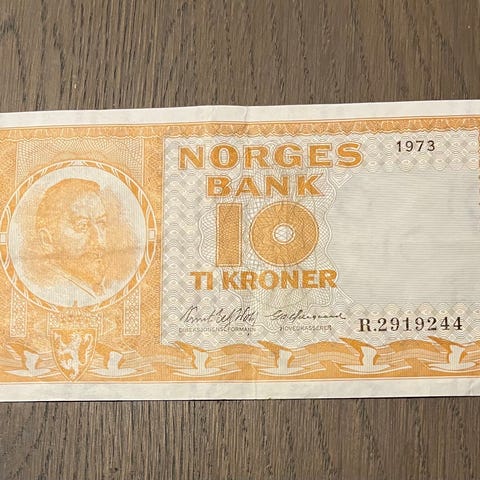 NORGES
1973
BANK
10
TI KRONER
DIREKSJONENS FORMANN HOVEDKASSERER
R.2919244